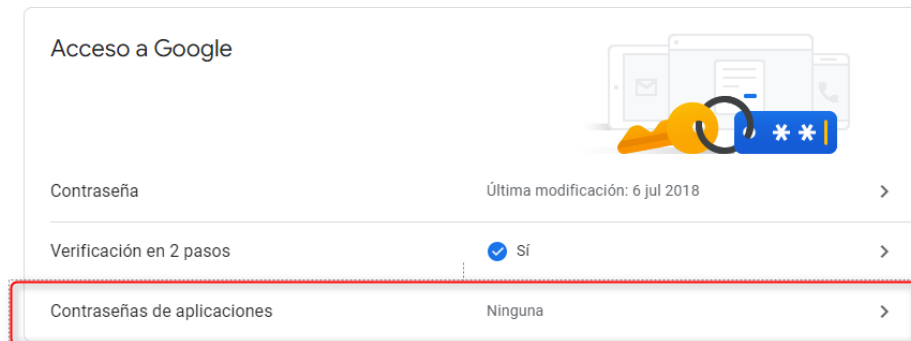 Acceso a Google
* *
Contraseña Última modificación: 6 jul 2018
Verificación en 2 pasos Sí
Contraseñas de aplicaciones Ninguna